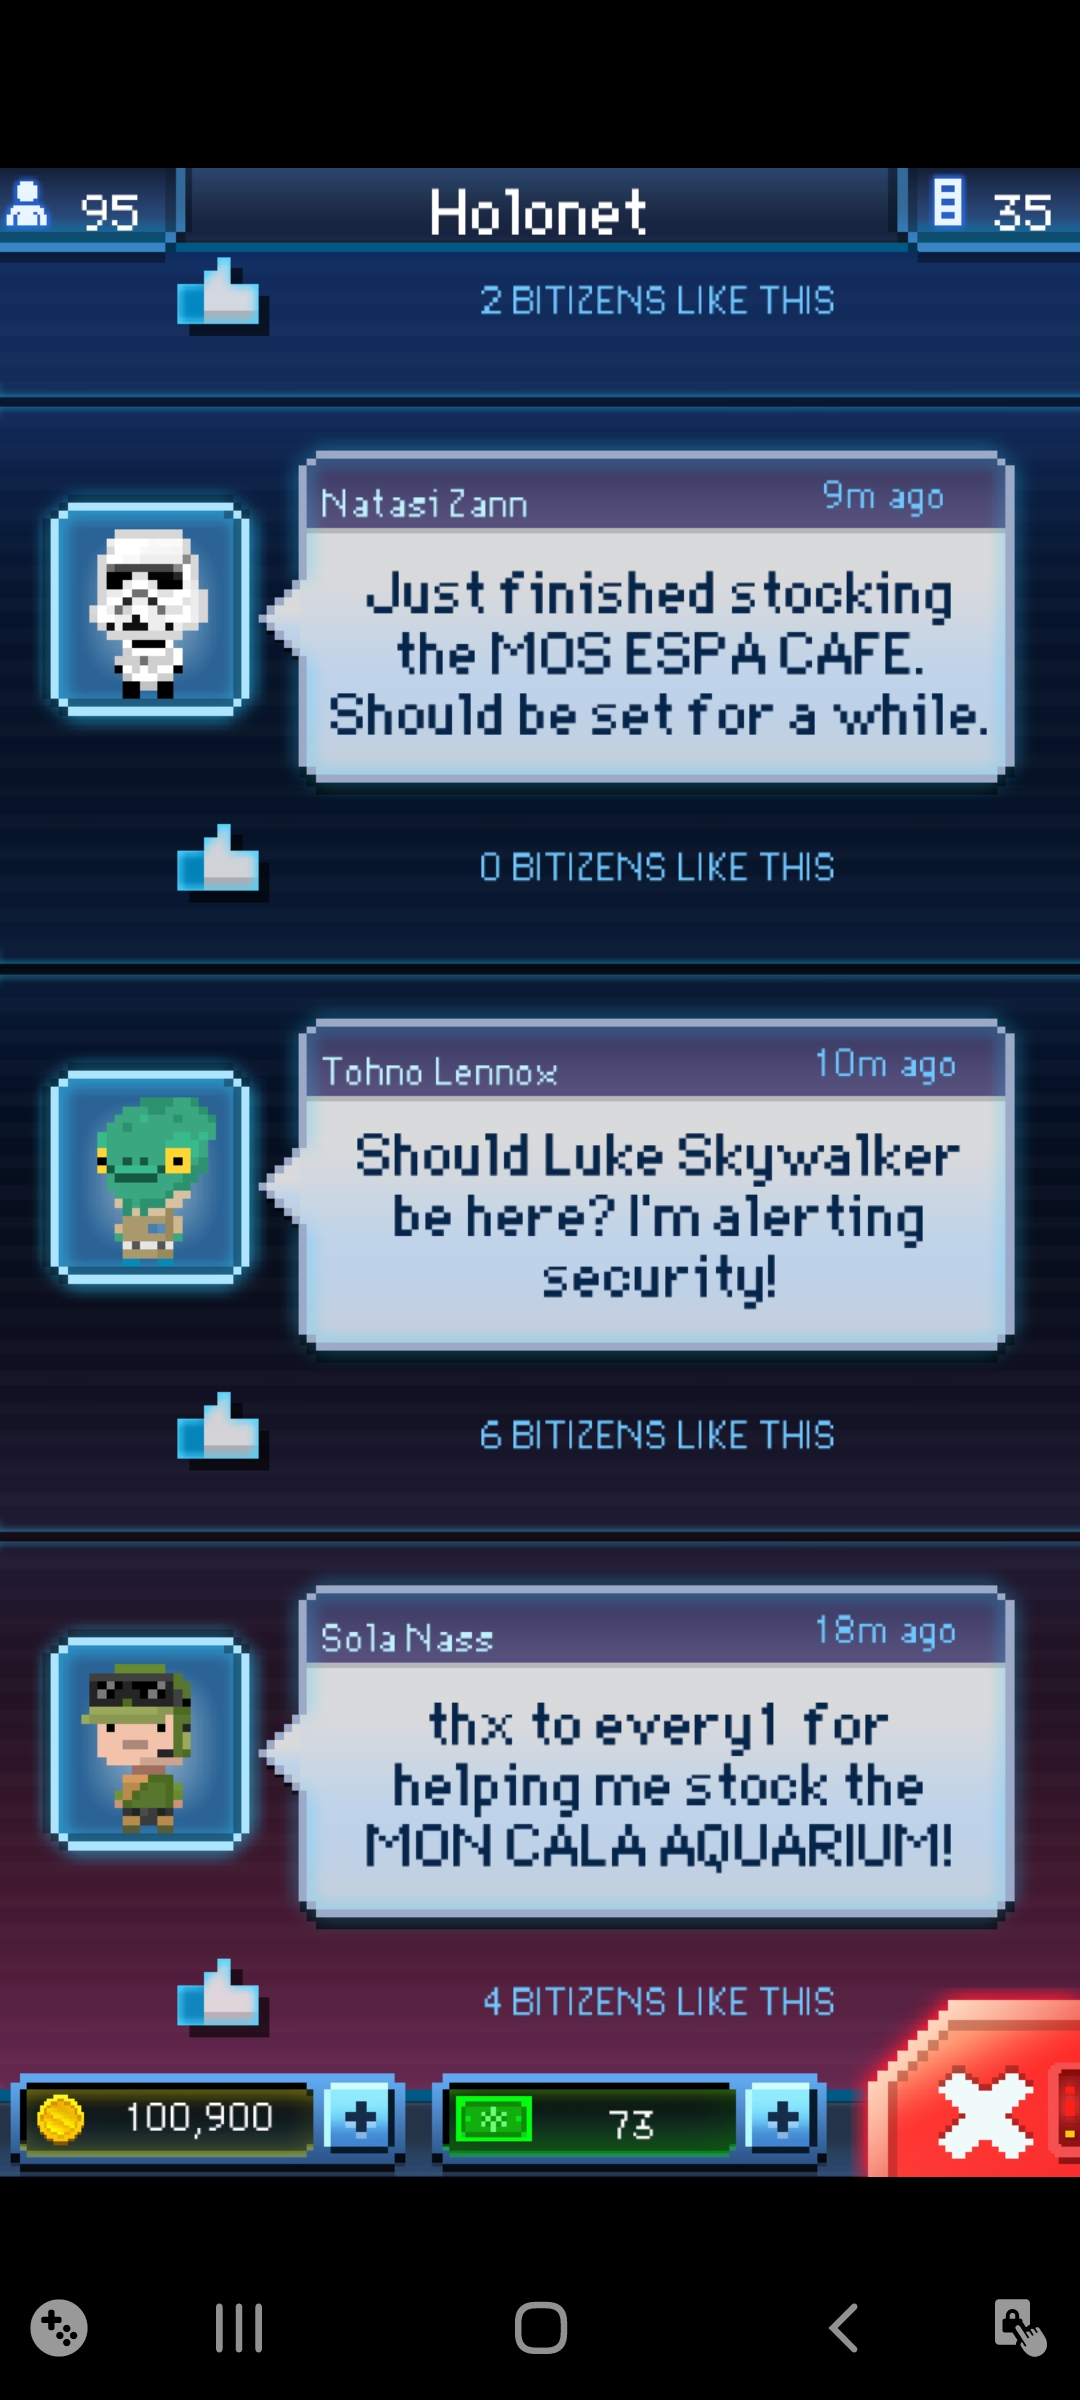 95
Holonet
35
2 BITIZENS LIKE THIS
Natasi Zann
9m ago
Just finished stocking
the MOS ESPA CAFE.
Should be set for a while.
0 BITIZENS LIKE THIS
Tohno Lennox
10m ago
Should Luke Skywalker
be here? I'm alerting
security!
6 BITIZENS LIKE THIS
Sola Nass
18m ago
thx to every1 for
helping me stock the
MON CALA AQUARIUM!
4 BITIZENS LIKE THIS
100,900
73